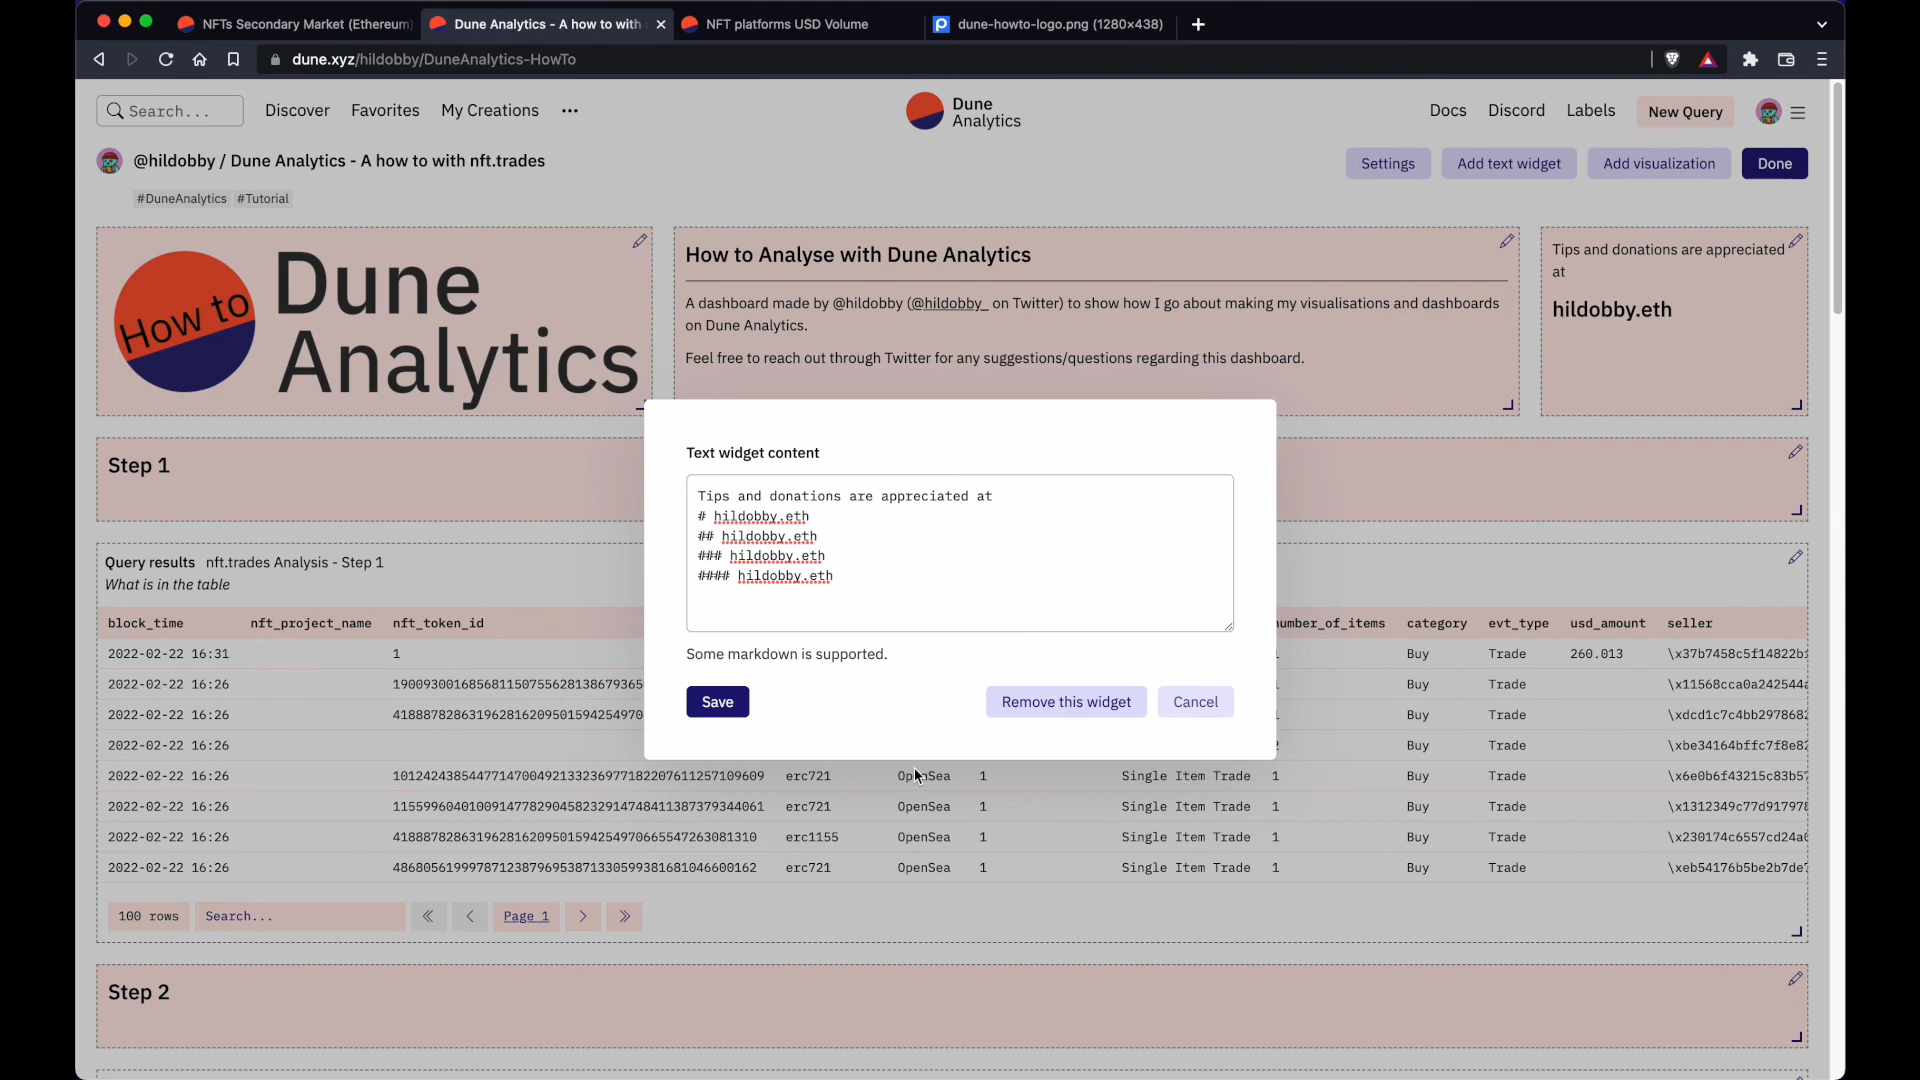 NFTs Secondary Market (Ethereum)
Dune Analytics - A how to with
NFT platforms USD Volume
dune-howto-logo.png (1280×438)
dune.xyz/hildobby/DuneAnalytics-HowTo
Search...
Discover
Favorites
My Creations
Dune
Analytics
Docs
Discord
Labels
New Query
@hildobby / Dune Analytics - A how to with nft.trades
Settings
Add text widget
Add visualization
Done
#DuneAnalytics #Tutorial
How to
Dune
Analytics
How to Analyse with Dune Analytics
A dashboard made by @hildobby (@hildobby_ on Twitter) to show how I go about making my visualisations and dashboards
on Dune Analytics.
Feel free to reach out through Twitter for any suggestions/questions regarding this dashboard.
Tips and donations are appreciated
at
hildobby.eth
Step 1
Text widget content
Tips and donations are appreciated at
# hildobby.eth
## hildobby.eth
### hildobby.eth
#### hildobby.eth
Some markdown is supported.
Save
Remove this widget
Cancel
Query results nft.trades Analysis - Step 1
What is in the table
block_time nft_project_name nft_token_id number_of_items category evt_type usd_amount seller
2022-02-22 16:31 1 Buy Trade 260.013
2022-02-22 16:26 Buy Trade
2022-02-22 16:26 Buy Trade
2022-02-22 16:26 Buy Trade
2022-02-22 16:26 101242438544771470049213323697718220761125710960​9 erc721 OpenSea 1 Single Item Trade 1 Buy Trade
2022-02-22 16:26 erc721 OpenSea 1 Single Item Trade 1 Buy Trade
2022-02-22 16:26 erc1155 OpenSea 1 Single Item Trade 1 Buy Trade
2022-02-22 16:26 erc721 OpenSea 1 Single Item Trade 1 Buy Trade
100 rows
Search...
Page 1
Step 2